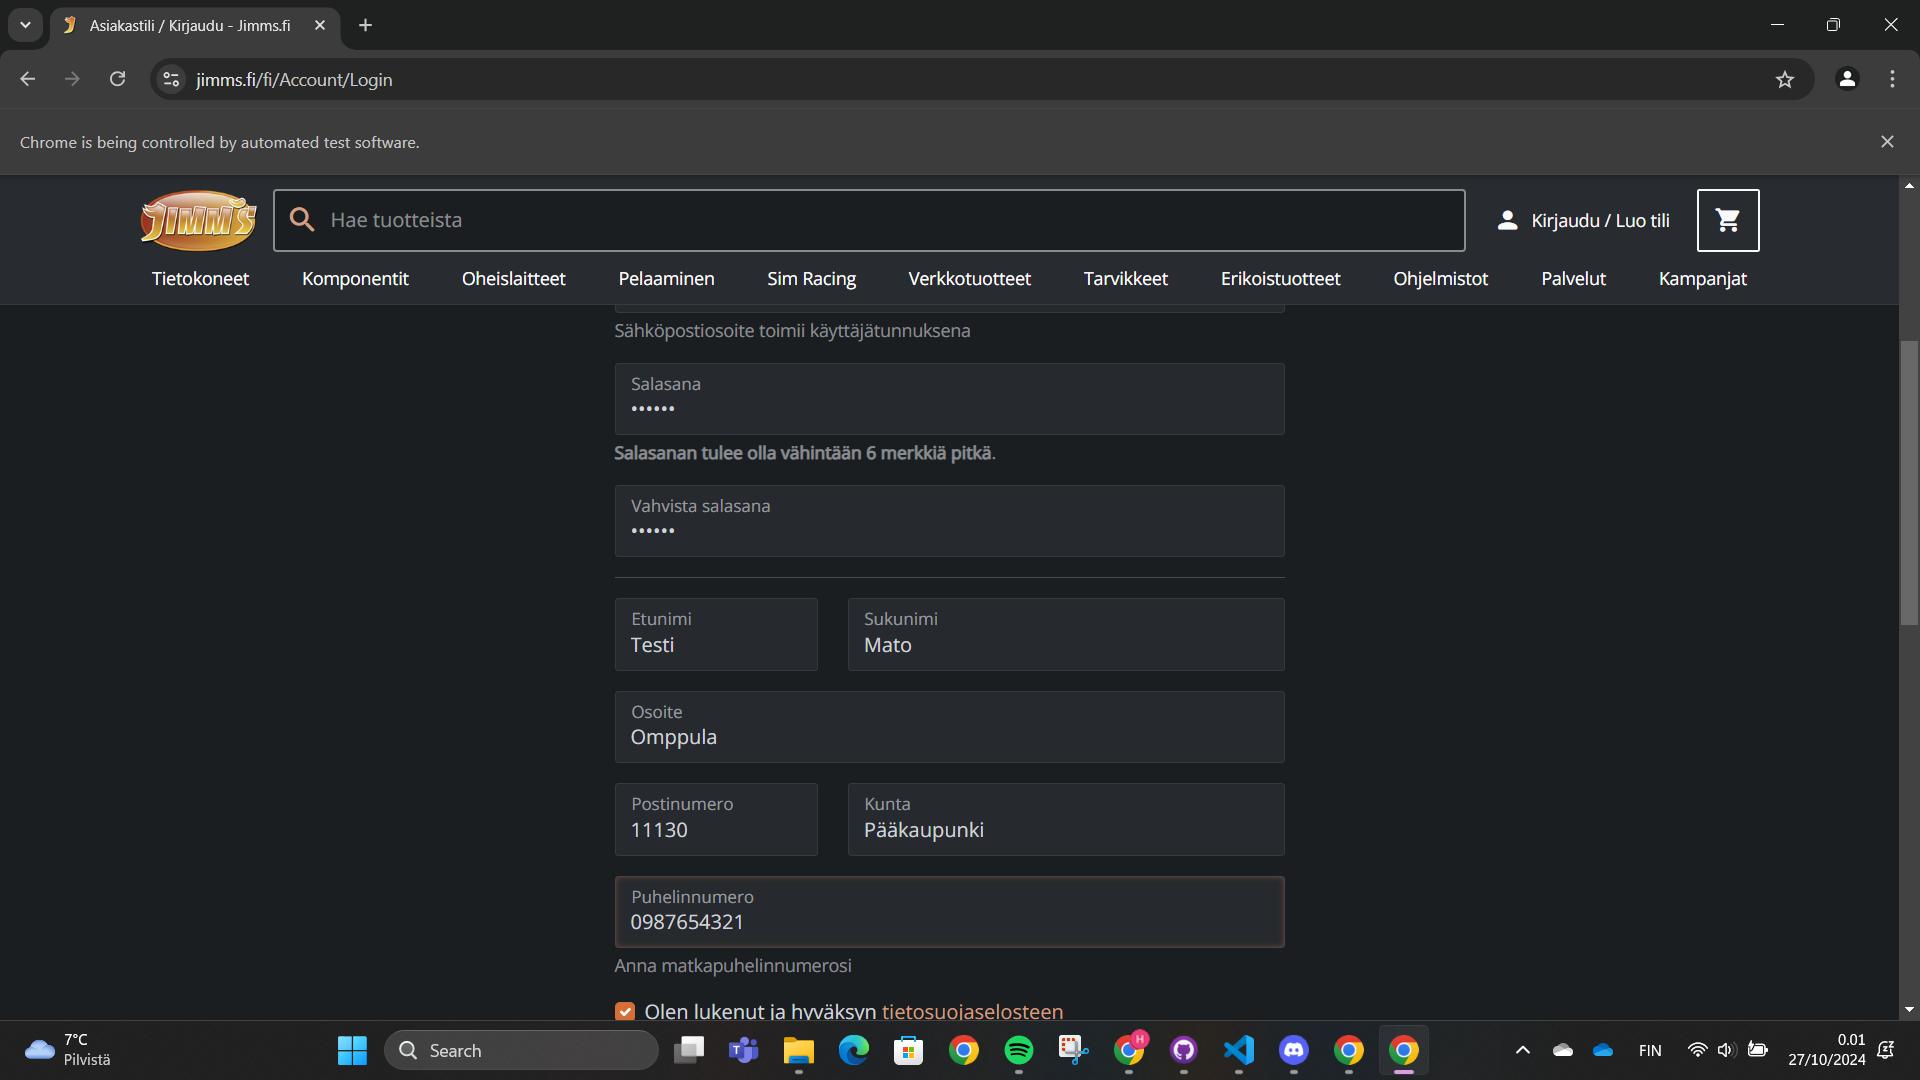 Asiakastili / Kirjaudu - Jimms.fi
jimms.fi/fi/Account/Login
Chrome is being controlled by automated test software.
JIMM'S
Hae tuotteista
Kirjaudu / Luo tili
Tietokoneet
Komponentit
Oheislaitteet
Pelaaminen
Sim Racing
Verkkotuotteet
Tarvikkeet
Erikoistuotteet
Ohjelmistot
Palvelut
Kampanjat
Sähköpostiosoite toimii käyttäjätunnuksena
Salasana
••••••
Salasanan tulee olla vähintään 6 merkkiä pitkä.
Vahvista salasana
••••••
Etunimi
Testi
Sukunimi
Mato
Osoite
Omppula
Postinumero
11130
Kunta
Pääkaupunki
Puhelinnumero
0987654321
Anna matkapuhelinnumerosi
Olen lukenut ja hyväksyn tietosuojaselosteen
7°C
Pilvistä
Search
H
FIN
0.01
27/10/2024